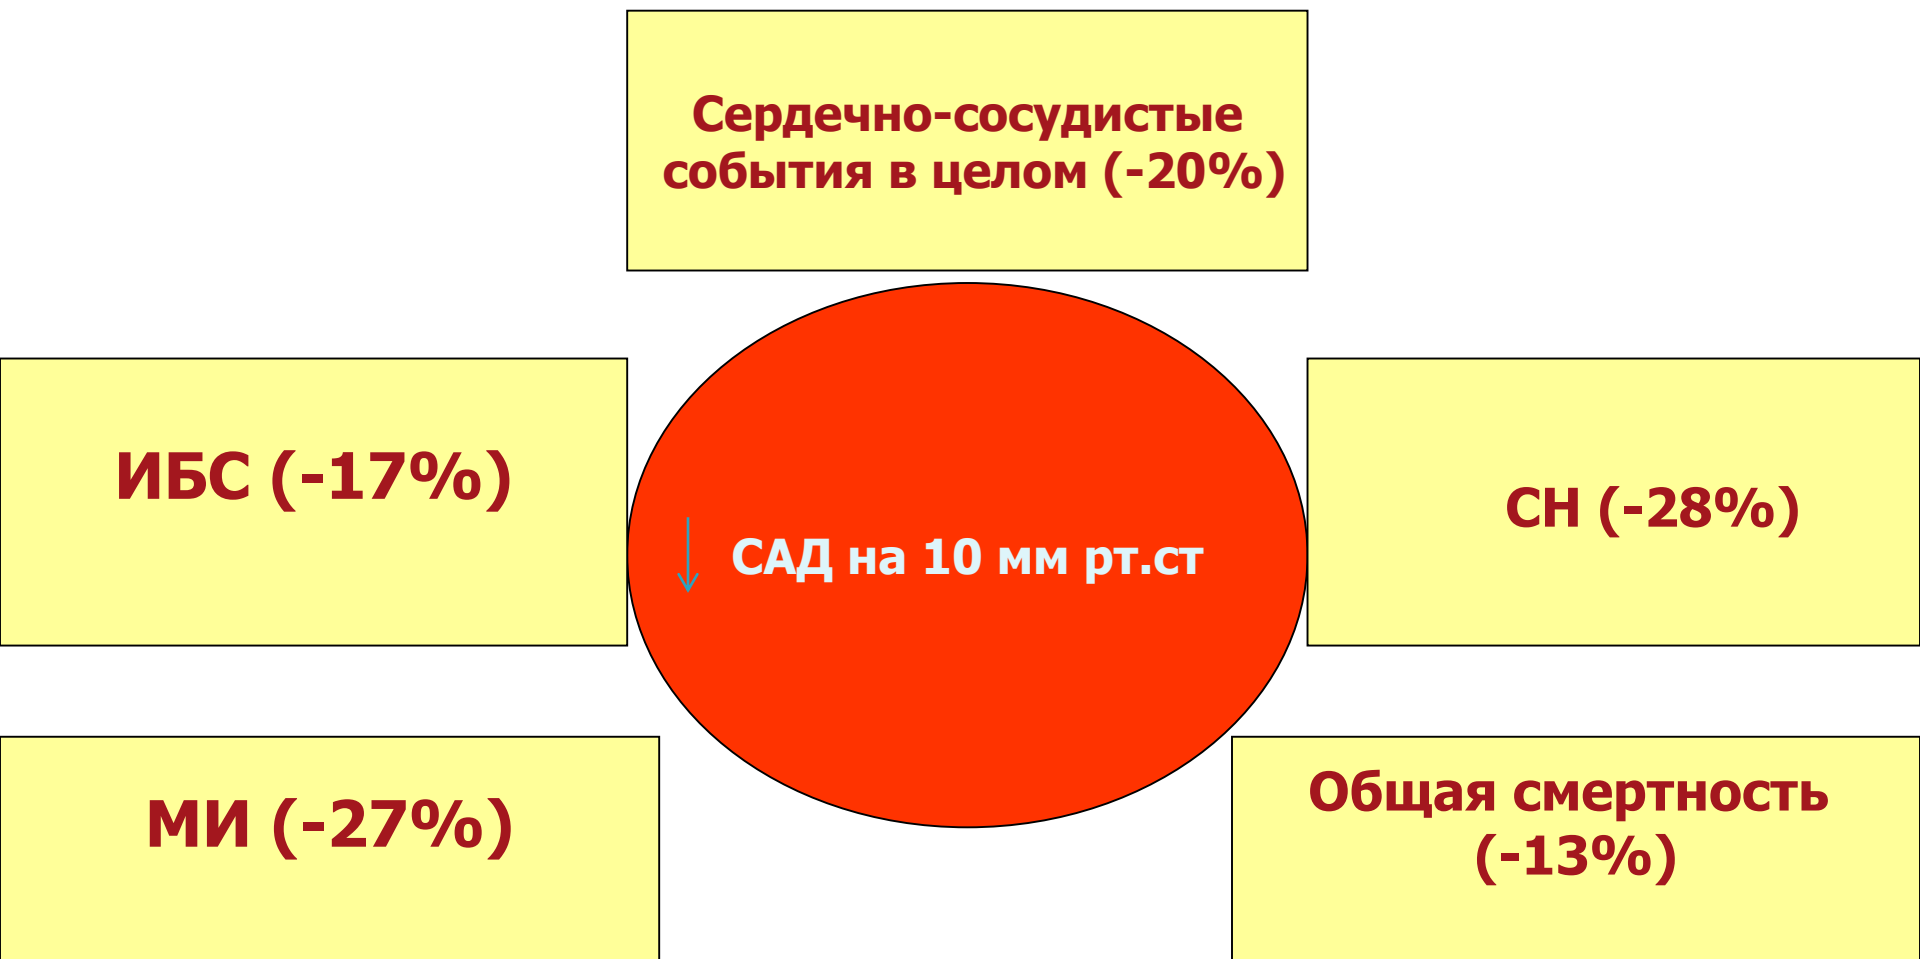 Сердечно-сосудистые
события в целом (-20%)
ИБС (-17%)
СН (-28%)
САД на 10 мм рт.ст
МИ (-27%)
Общая смертность
(-13%)